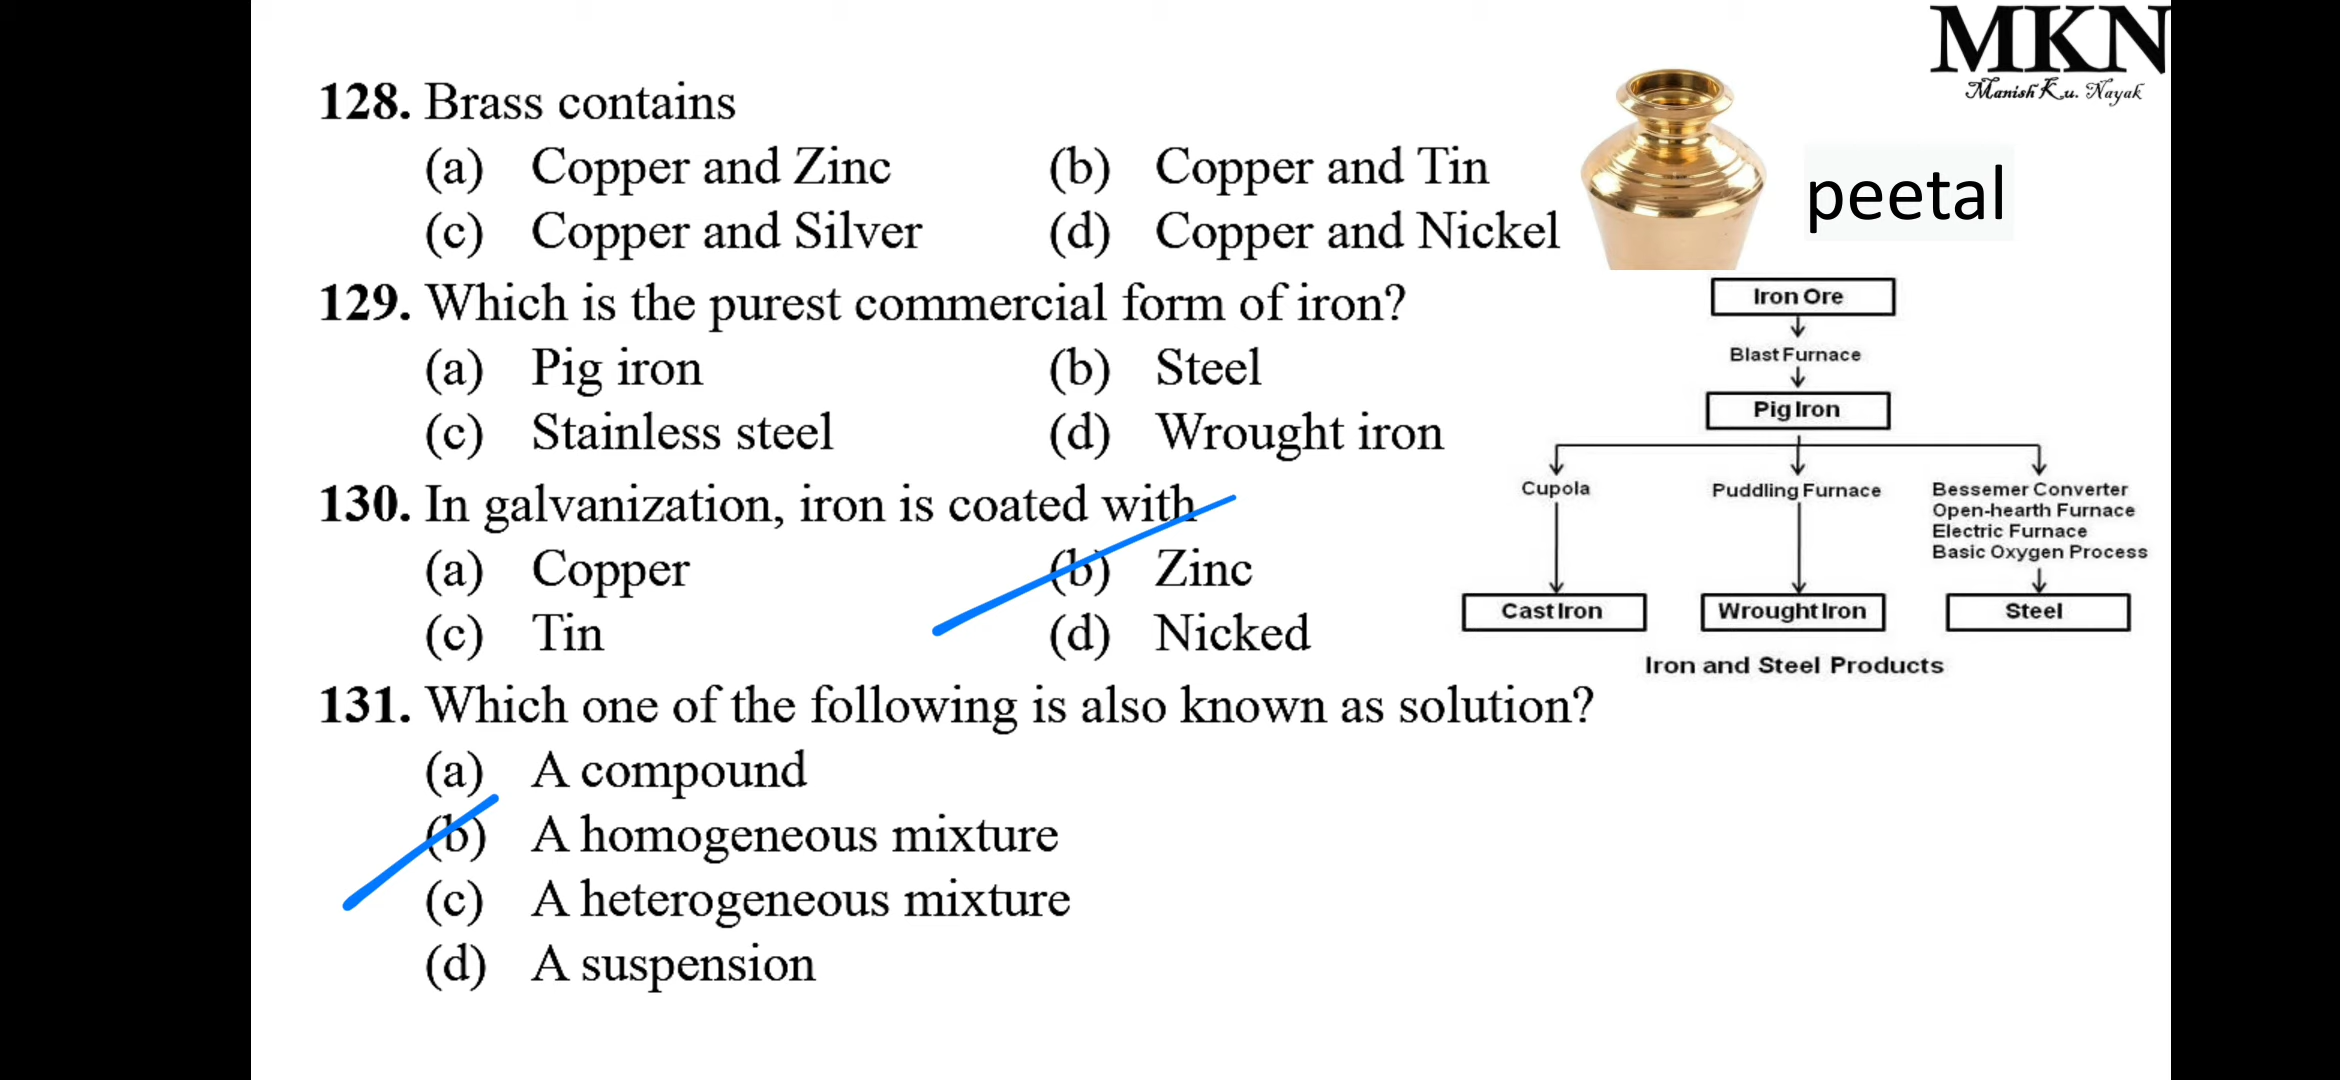 MKN
Manish Ku. Nayak
128. Brass contains
(a) Copper and Zinc (b) Copper and Tin
(c) Copper and Silver (d) Copper and Nickel
peetal
129. Which is the purest commercial form of iron?
(a) Pig iron (b) Steel
(c) Stainless steel (d) Wrought iron
130. In galvanization, iron is coated with
(a) Copper (b) Zinc
(c) Tin (d) Nicked
131. Which one of the following is also known as solution?
(a) A compound
(b) A homogeneous mixture
(c) A heterogeneous mixture
(d) A suspension
Iron Ore
Blast Furnace
Pig Iron
Cupola
Puddling Furnace
Bessemer Converter
Open-hearth Furnace
Electric Furnace
Basic Oxygen Process
Cast Iron
Wrought Iron
Steel
Iron and Steel Products